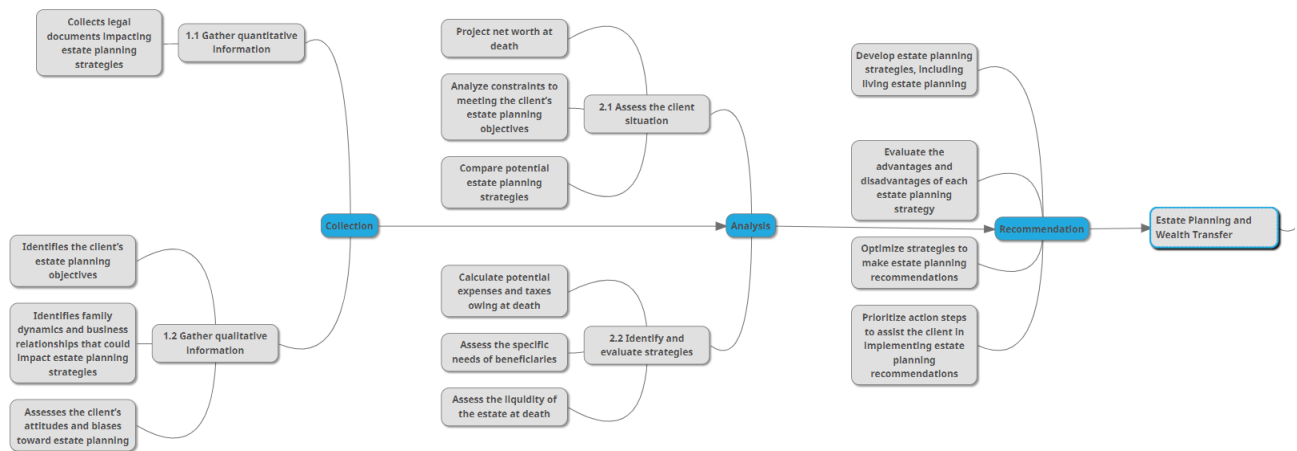 Collects legal
documents impacting
estate planning
strategies
1.1 Gather quantitative
information
Identifies the client's
estate planning
objectives
Identifies family
dynamics and business
relationships that could
impact estate planning
strategies
Assesses the client's
attitudes and biases
toward estate planning
1.2 Gather qualitative
information
Collection
Project net worth at
death
Analyze constraints to
meeting the client's
estate planning
objectives
Compare potential
estate planning
strategies
2.1 Assess the client
situation
Calculate potential
expenses and taxes
owing at death
Assess the specific
needs of beneficiaries
Assess the liquidity of
the estate at death
2.2 Identify and
evaluate strategies
Analysis
Develop estate planning
strategies, including
living estate planning
Evaluate the
advantages and
disadvantages of each
estate planning
strategy
Optimize strategies to
make estate planning
recommendations
Prioritize action steps
to assist the client in
implementing estate
planning
recommendations
Recommendation
Estate Planning and
Wealth Transfer